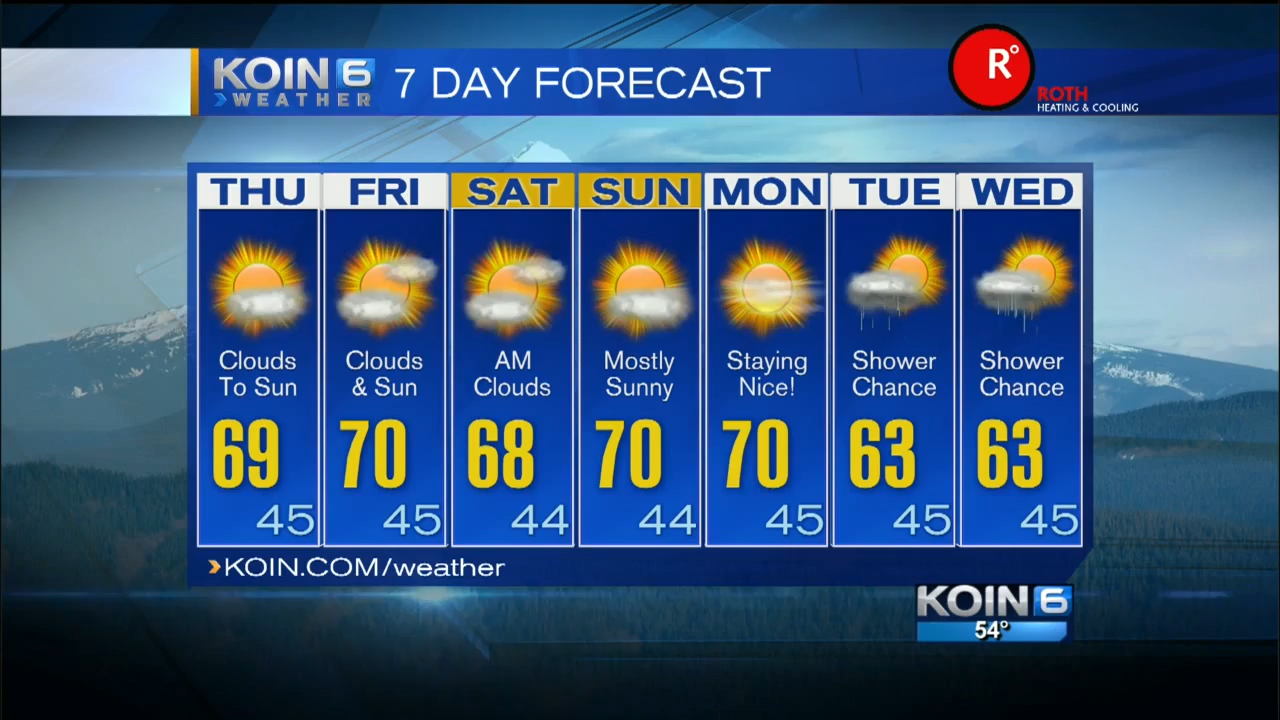 KOIN 6
WEATHER
7 DAY FORECAST
R°
ROTH
HEATING & COOLING
THU FRI SAT SUN MON TUE WED
Clouds
To Sun
Clouds
& Sun
AM
Clouds
Mostly
Sunny
Staying
Nice!
Shower
Chance
Shower
Chance
69 70 68 70 70 63 63
45 45 44 44 45 45 45
KOIN.COM/weather
KOIN 6
54°